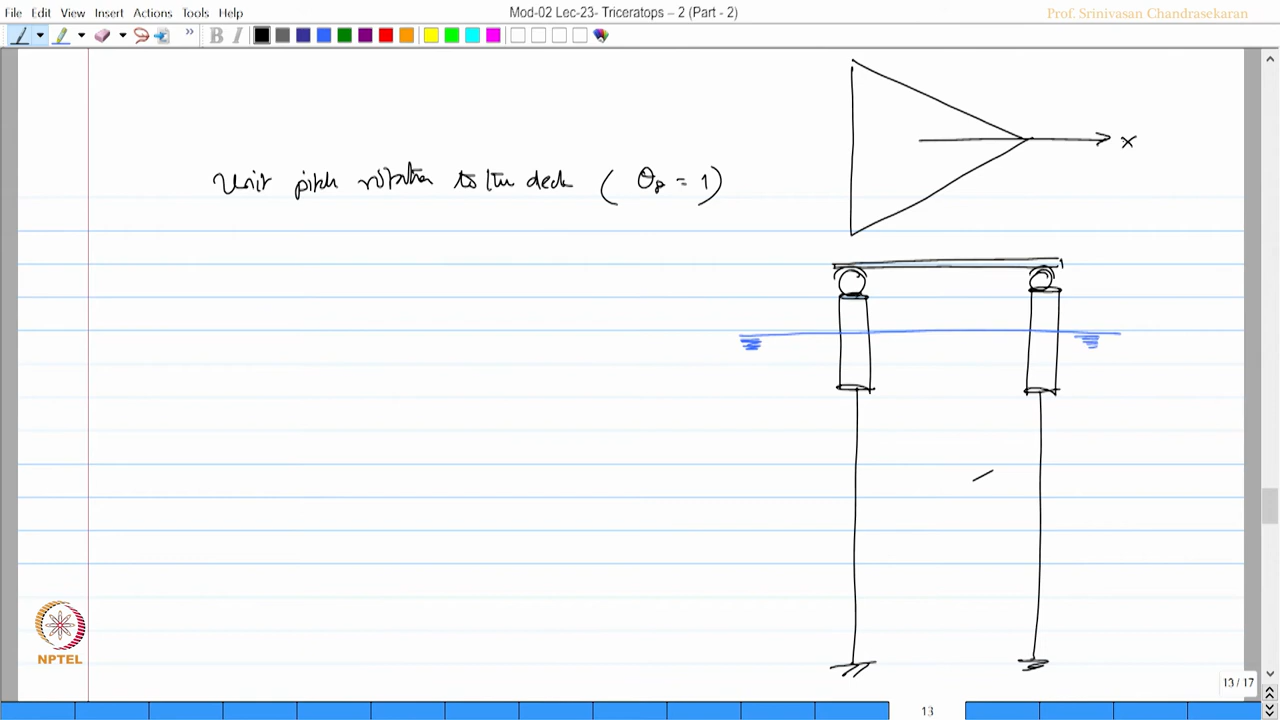 File Edit View Insert Actions Tools Help
Mod-02 Lec-23- Triceratops – 2 (Part - 2)
Prof. Srinivasan Chandrasekaran
B I
x
Unit pitch rotation to the deck ( θp = 1 )
NPTEL
13 / 17
13